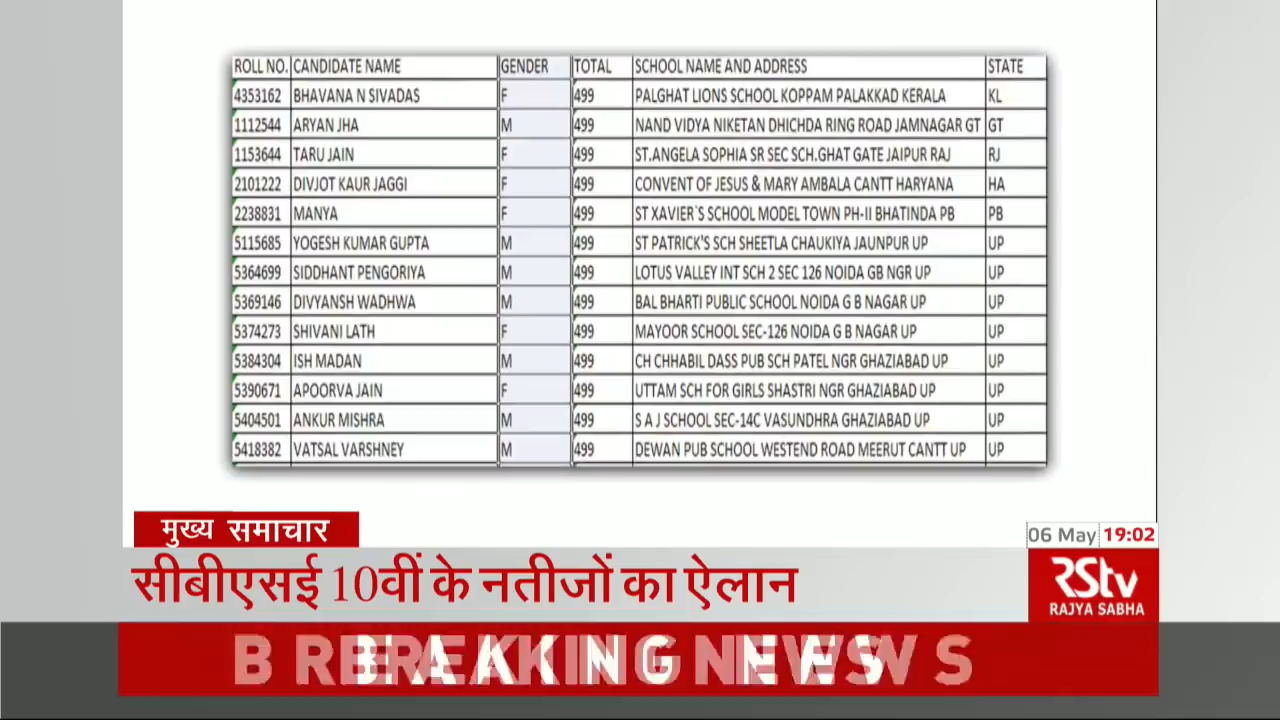 ROLL NO. CANDIDATE NAME GENDER TOTAL SCHOOL NAME AND ADDRESS STATE
4353162 BHAVANA N SIVADAS F 499 PALGHAT LIONS SCHOOL KOPPAM PALAKKAD KERALA KL
1112544 ARYAN JHA M 499 NAND VIDYA NIKETAN DHICHDA RING ROAD JAMNAGAR GT GT
1153644 TARU JAIN F 499 ST.ANGELA SOPHIA SR SEC SCH.GHAT GATE JAIPUR RAJ RJ
2101222 DIVJOT KAUR JAGGI F 499 CONVENT OF JESUS & MARY AMBALA CANTT HARYANA HA
2238831 MANYA F 499 ST XAVIER`S SCHOOL MODEL TOWN PH-II BHATINDA PB PB
5115685 YOGESH KUMAR GUPTA M 499 ST PATRICK'S SCH SHEETLA CHAUKIYA JAUNPUR UP UP
5364699 SIDDHANT PENGORIYA M 499 LOTUS VALLEY INT SCH 2 SEC 126 NOIDA GB NGR UP UP
5369146 DIVYANSH WADHWA M 499 BAL BHARTI PUBLIC SCHOOL NOIDA G B NAGAR UP UP
5374273 SHIVANI LATH F 499 MAYOOR SCHOOL SEC-126 NOIDA G B NAGAR UP UP
5384304 ISH MADAN M 499 CH CHHABIL DASS PUB SCH PATEL NGR GHAZIABAD UP UP
5390671 APOORVA JAIN F 499 UTTAM SCH FOR GIRLS SHASTRI NGR GHAZIABAD UP UP
5404501 ANKUR MISHRA M 499 S A J SCHOOL SEC-14C VASUNDHRA GHAZIABAD UP UP
5418382 VATSAL VARSHNEY M 499 DEWAN PUB SCHOOL WESTEND ROAD MEERUT CANTT UP UP
मुख्य समाचार
06 May 19:02
सीबीएसई 10वीं के नतीजों का ऐलान
RSTV
RAJYA SABHA
BREAKING NEWS